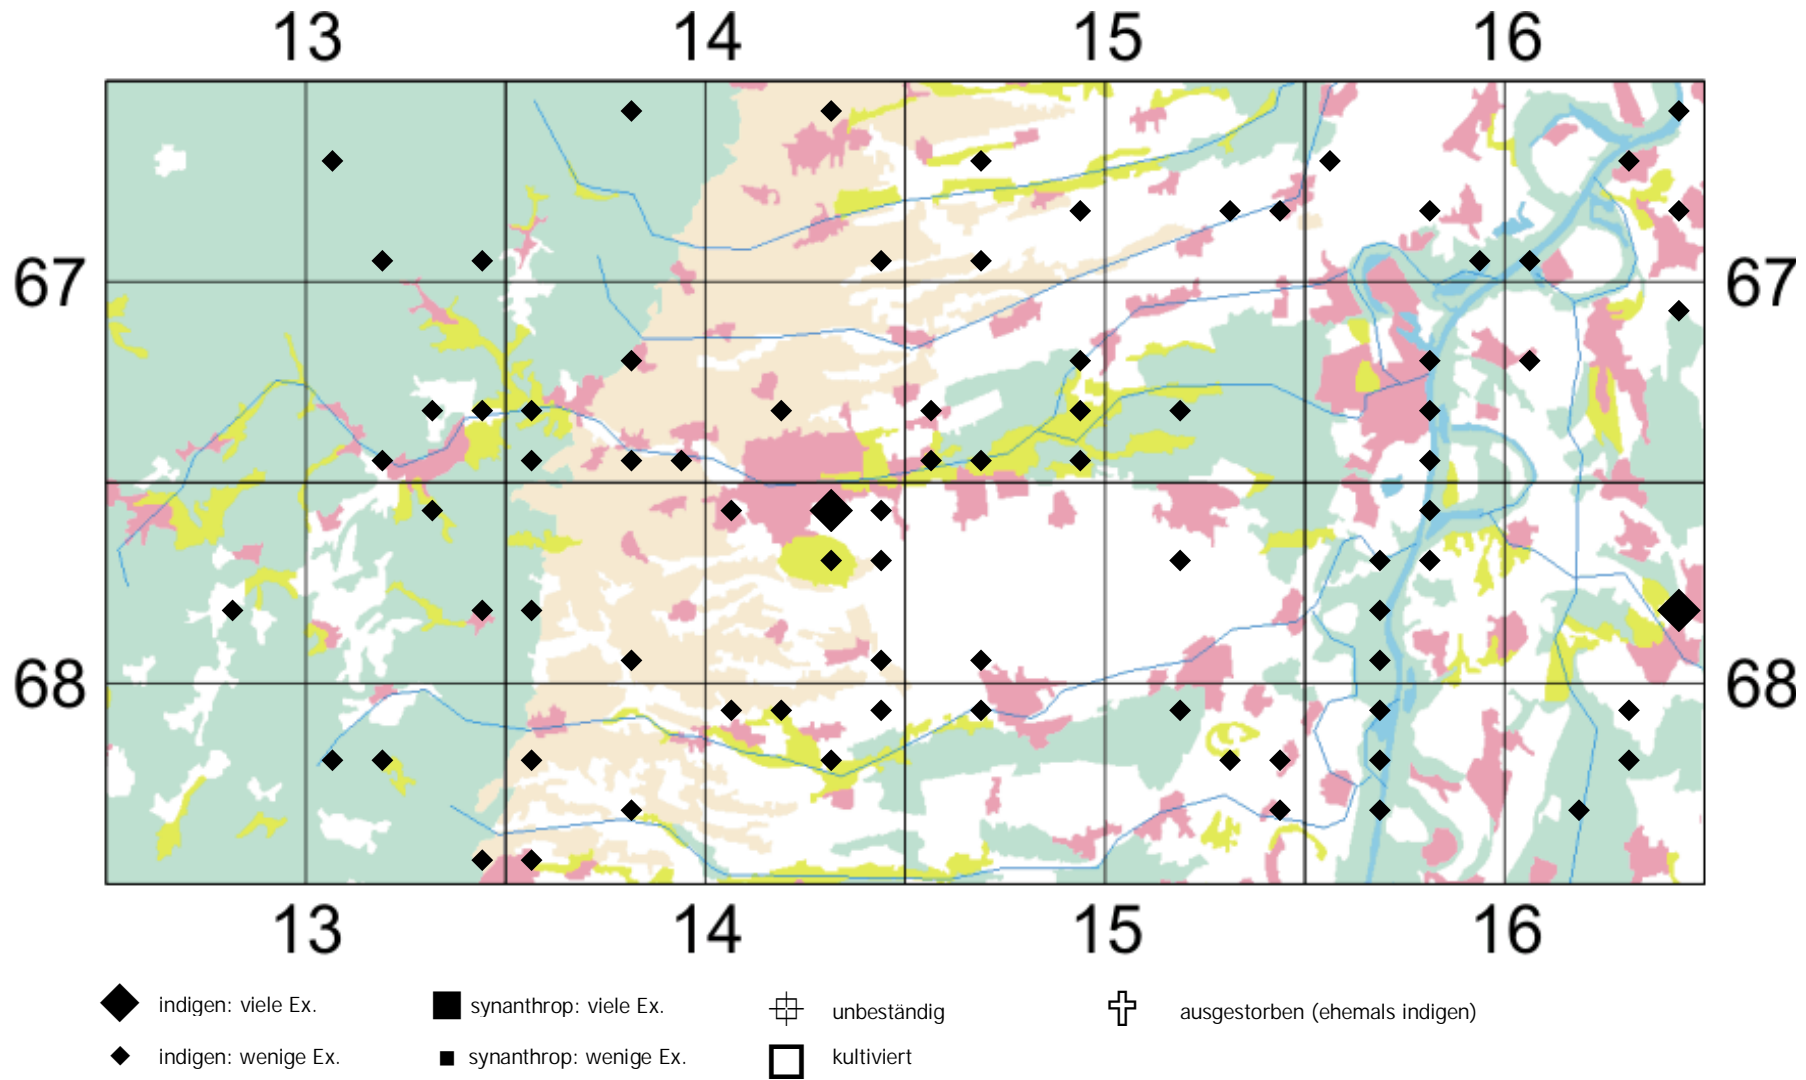 13 14 15 16
67 67
68 68
13 14 15 16
indigen: viele Ex. synanthrop: viele Ex. unbeständig ausgestorben (ehemals indigen)
indigen: wenige Ex. synanthrop: wenige Ex. kultiviert